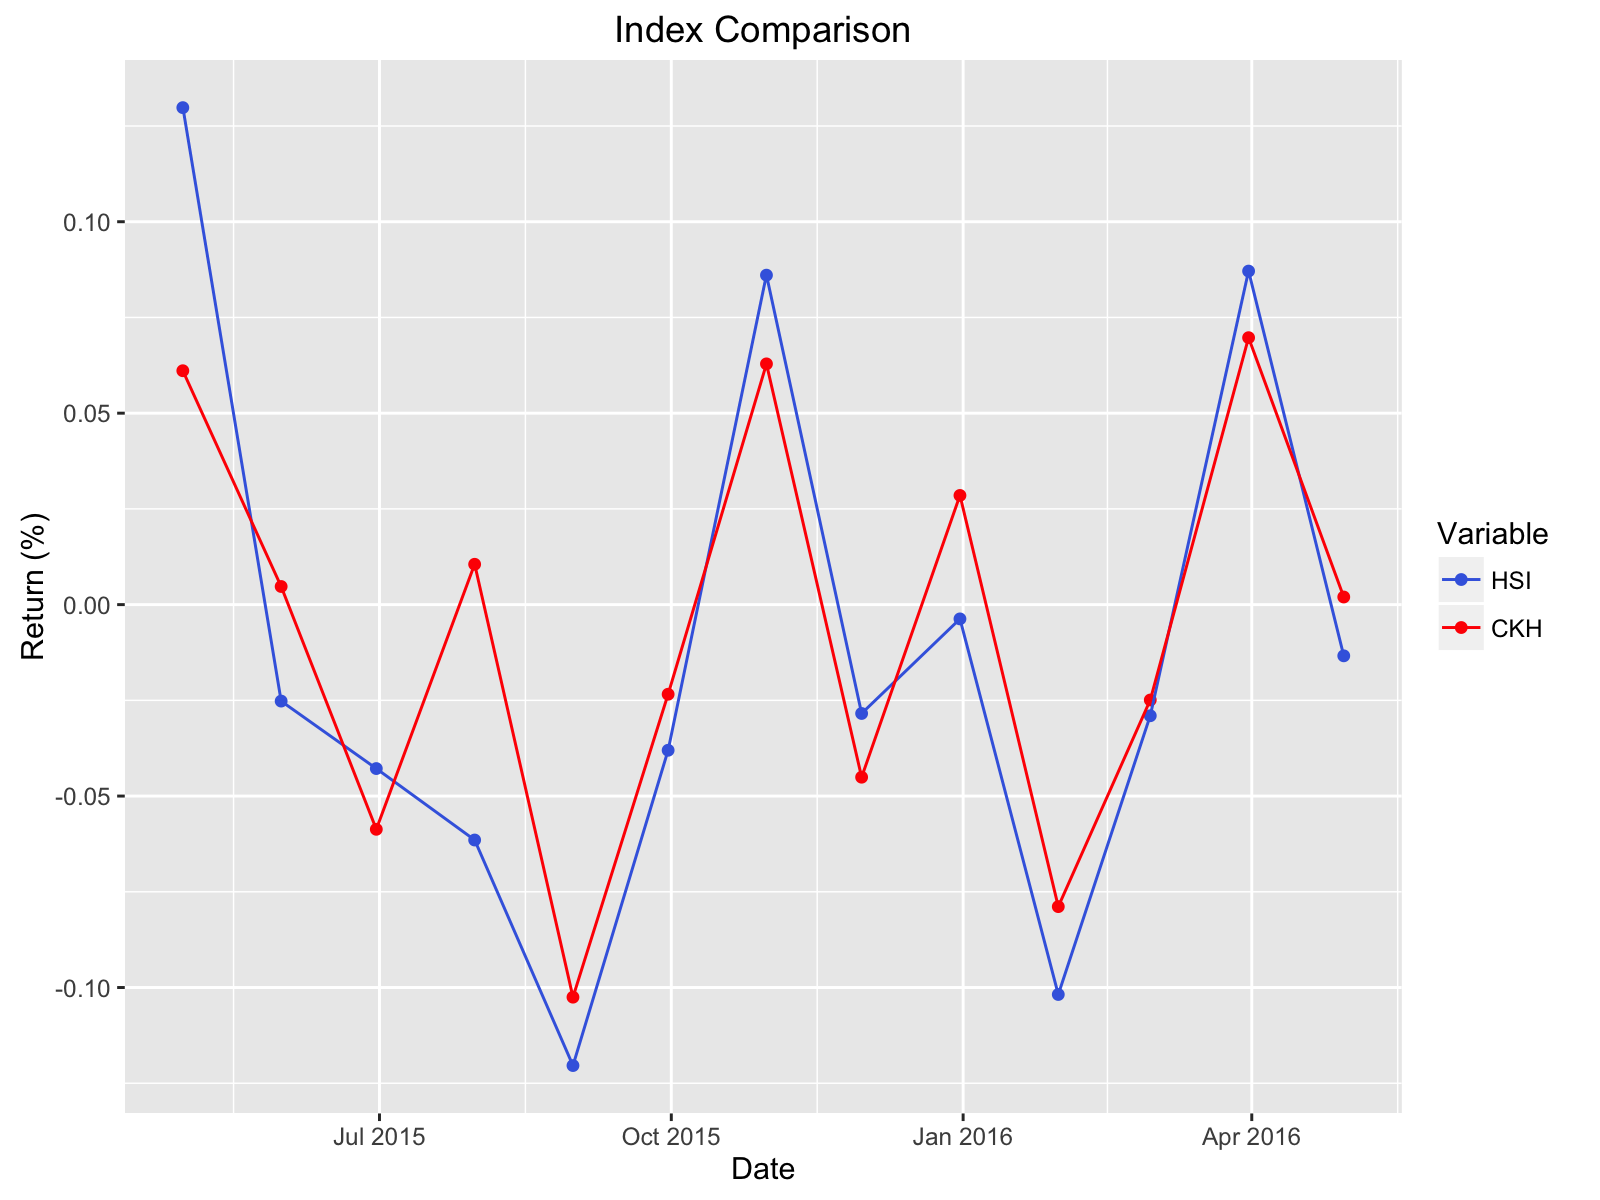 Index Comparison
0.10
0.05
0.00
-0.05
-0.10
Return (%)
Jul 2015
Oct 2015
Jan 2016
Apr 2016
Date
Variable
HSI
CKH